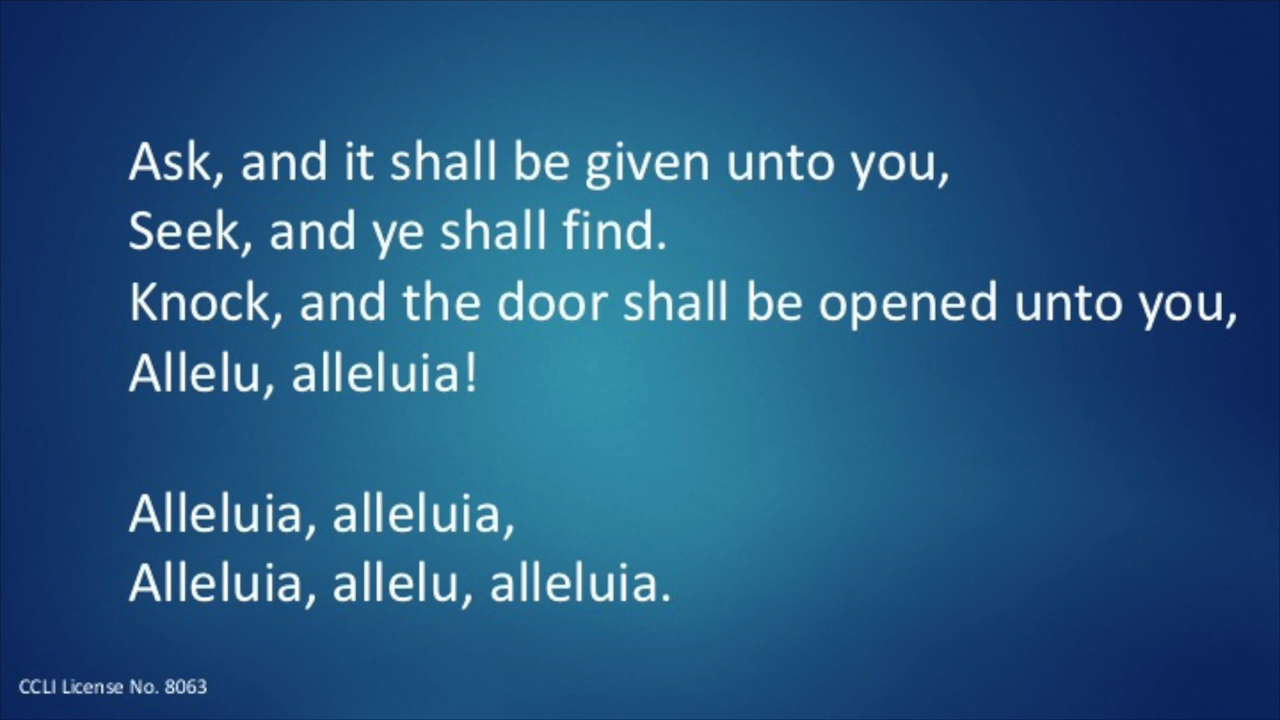 Ask, and it shall be given unto you,
Seek, and ye shall find.
Knock, and the door shall be opened unto you,
Allelu, alleluia!
Alleluia, alleluia,
Alleluia, allelu, alleluia.
CCLI License No. 8063